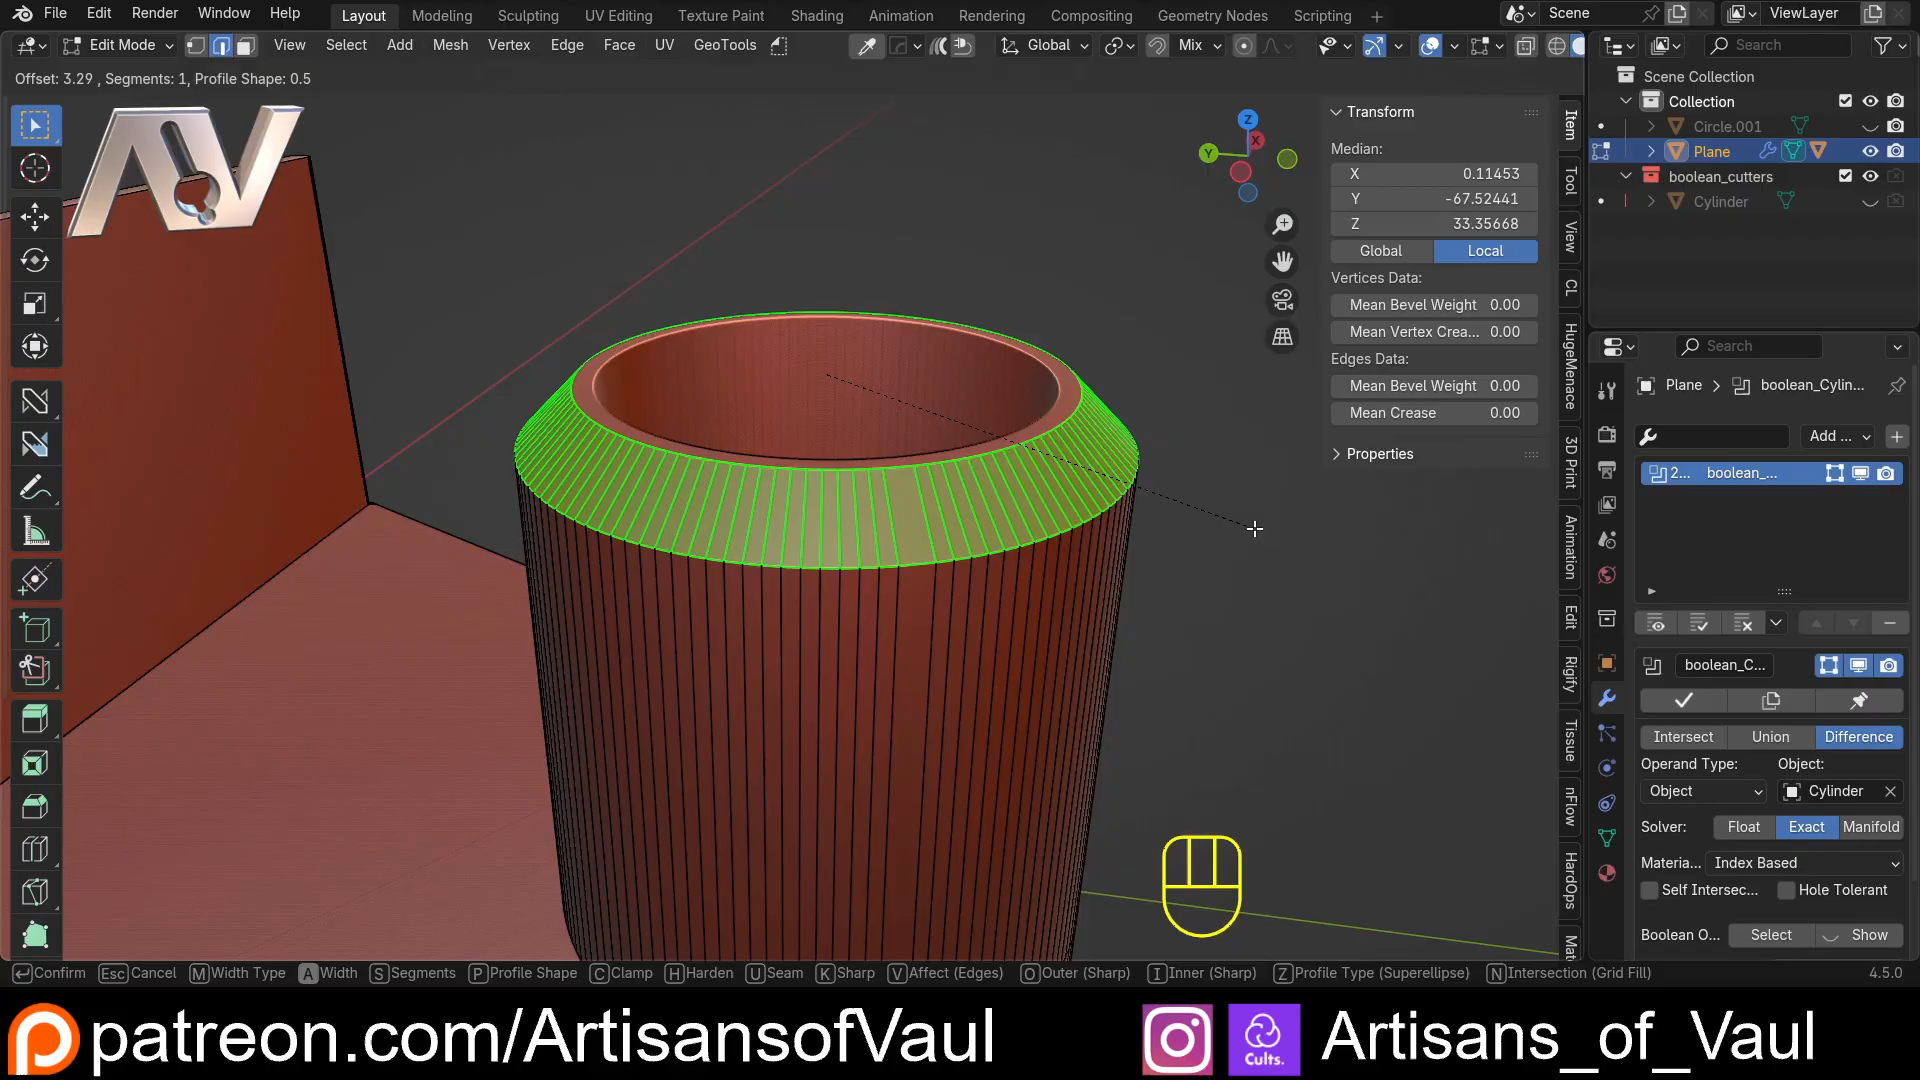 File Edit Render Window Help Layout Modeling Sculpting UV Editing Texture Paint Shading Animation Rendering Compositing Geometry Nodes Scripting + Scene ViewLayer
Edit Mode View Select Add Mesh Vertex Edge Face UV GeoTools Global Mix Search
Offset: 3.29 , Segments: 1, Profile Shape: 0.5
Scene Collection
Collection
Circle.001
Plane
boolean_cutters
Cylinder
Z
X
Y
Transform
Median:
X 0.11453
Y -67.52441
Z 33.35668
Global Local
Vertices Data:
Mean Bevel Weight 0.00
Mean Vertex Crea... 0.00
Edges Data:
Mean Bevel Weight 0.00
Mean Crease 0.00
Properties
Item
Tool
View
CL
HugeMenace
3D Print
Animation
Edit
Rigify
Tissue
nFlow
HardOps
Mat
Search
Plane boolean_Cylin...
Add ...
2... boolean_...
boolean_C...
Intersect Union Difference
Operand Type: Object:
Object Cylinder
Solver: Float Exact Manifold
Materia... Index Based
Self Intersec... Hole Tolerant
Boolean O... Select Show
Confirm Esc Cancel M Width Type A Width S Segments P Profile Shape C Clamp H Harden U Seam K Sharp V Affect (Edges) O Outer (Sharp) I Inner (Sharp) Z Profile Type (Superellipse) N Intersection (Grid Fill) 4.5.0
patreon.com/ArtisansofVaul Cults. Artisans_of_Vaul